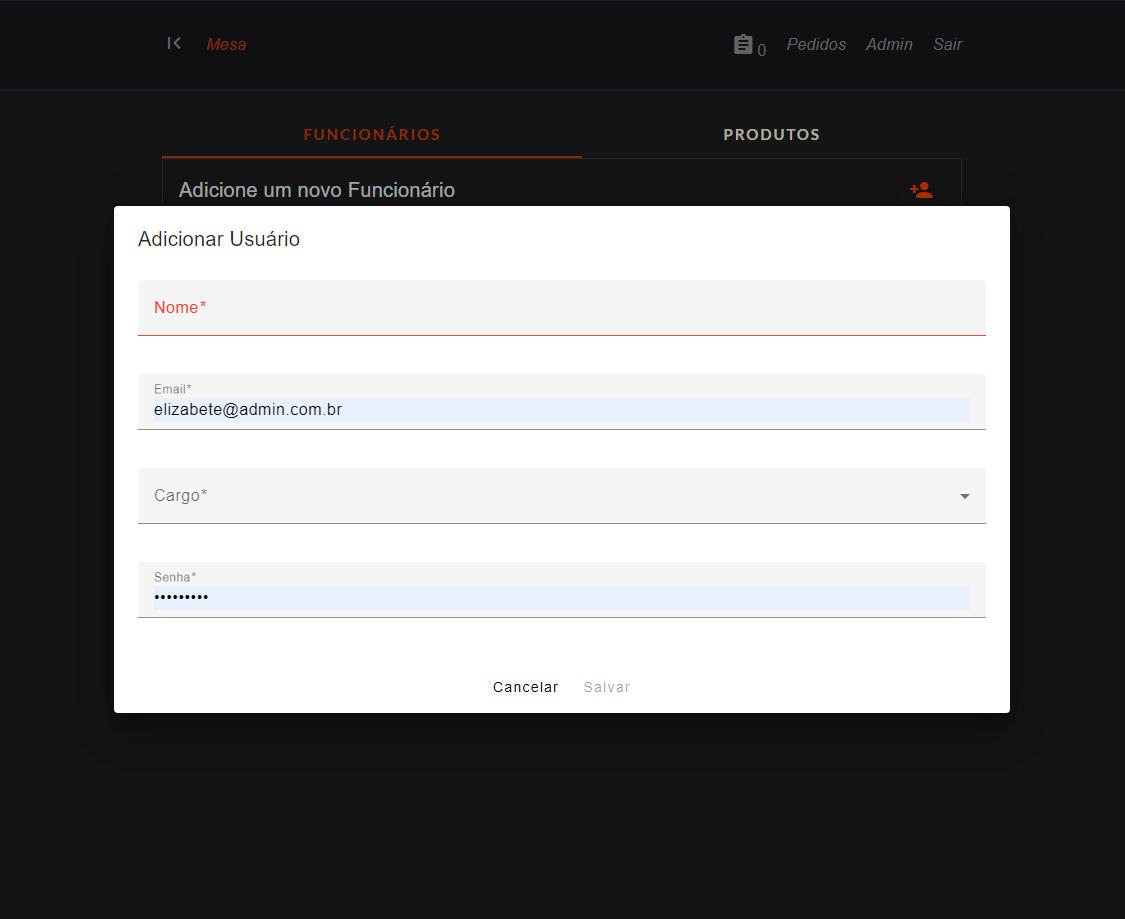 Mesa
0 Pedidos Admin Sair
FUNCIONÁRIOS PRODUTOS
Adicione um novo Funcionário
Adicionar Usuário
Nome*
Email*
elizabete@admin.com.br
Cargo*
Senha*
•••••••••
Cancelar Salvar